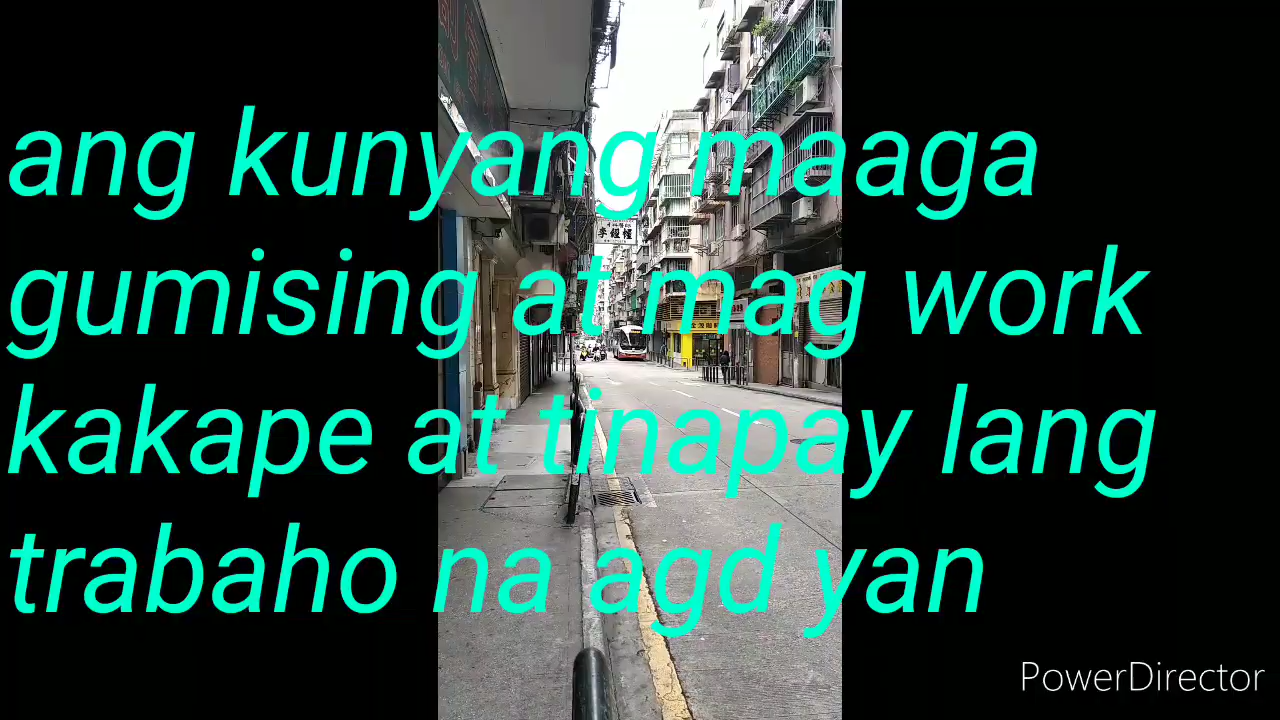 ang kunyang maaga
gumising at mag work
kakape at tinapay lang
trabaho na agd yan
PowerDirector